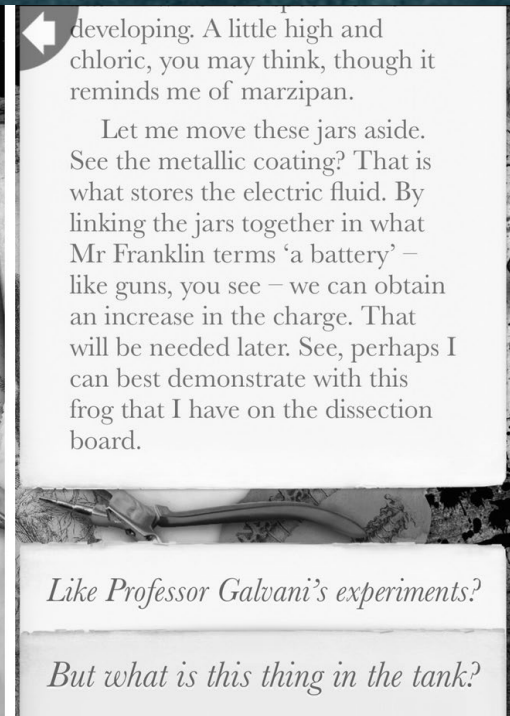 developing. A little high and
chloric, you may think, though it
reminds me of marzipan.
Let me move these jars aside.
See the metallic coating? That is
what stores the electric fluid. By
linking the jars together in what
Mr Franklin terms ‘a battery’ –
like guns, you see – we can obtain
an increase in the charge. That
will be needed later. See, perhaps I
can best demonstrate with this
frog that I have on the dissection
board.
Like Professor Galvani’s experiments?
But what is this thing in the tank?